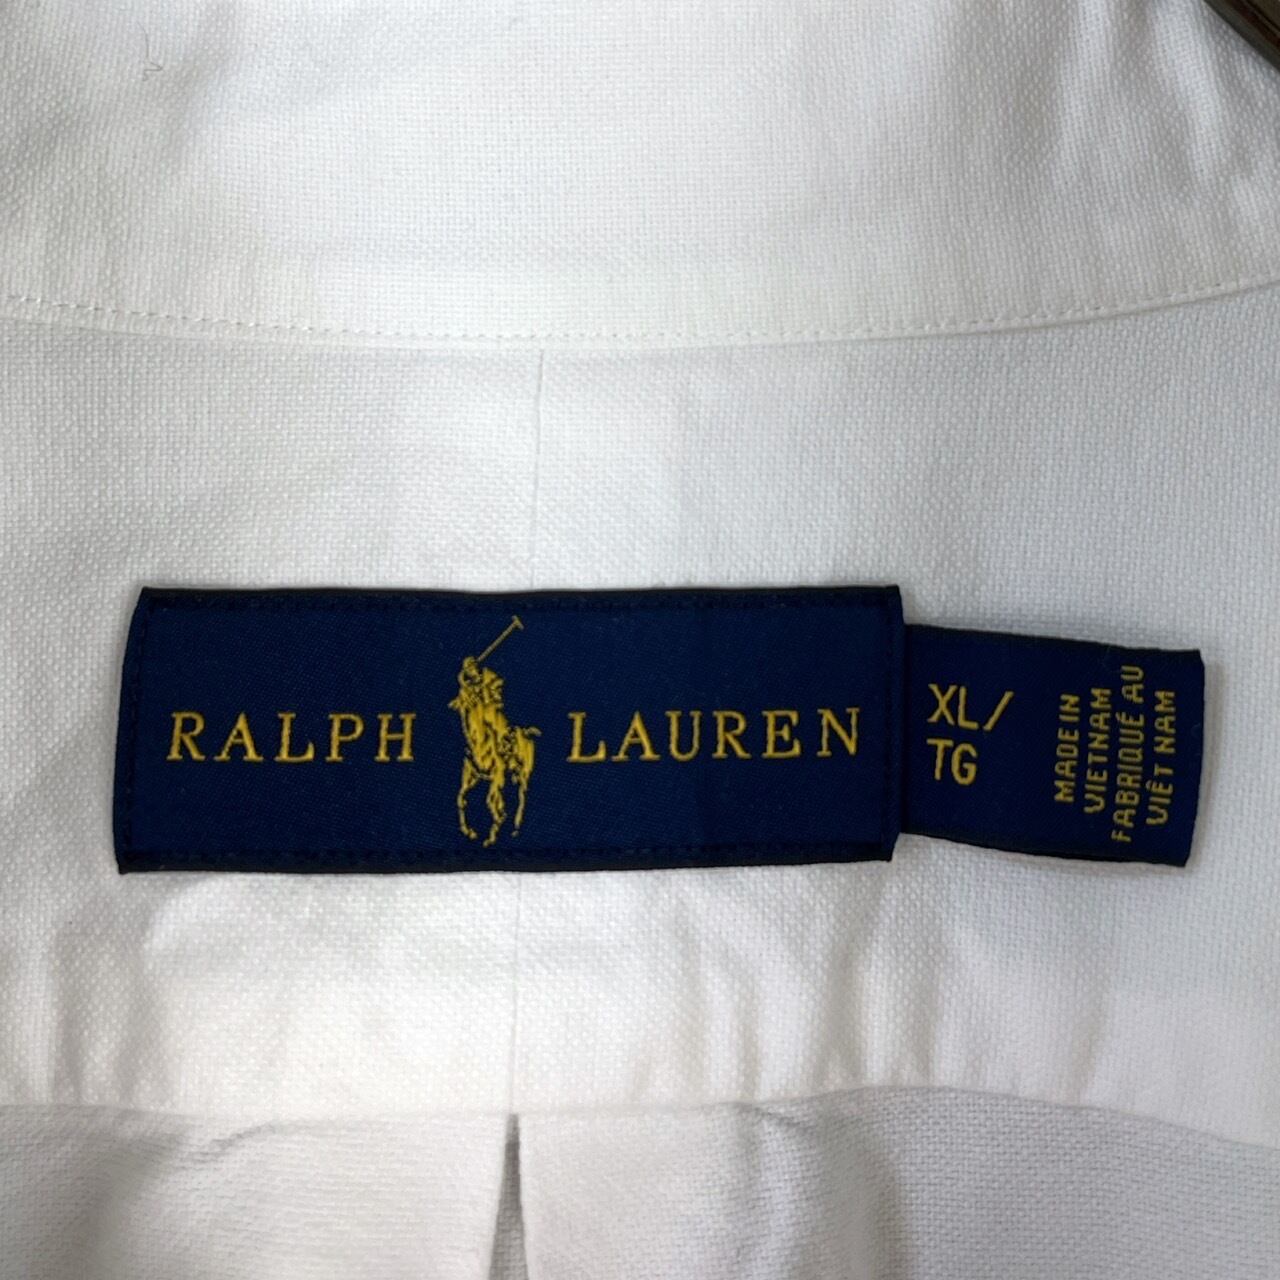 RALPH LAUREN
XL/
TG
MADE IN
VIETNAM
FABRIQUÉ AU
VIÊT NAM